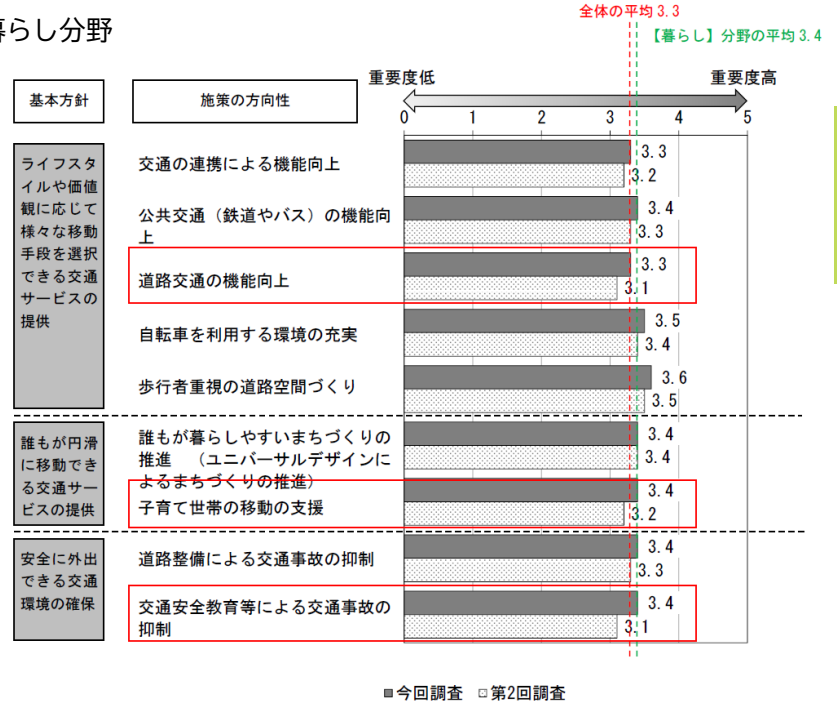 暮らし分野
全体の平均 3.3
【暮らし】分野の平均 3.4
重要度低
重要度高
基本方針
施策の方向性
0 1 2 3 4 5
ライフスタ
イルや価値
観に応じて
様々な移動
手段を選択
できる交通
サービスの
提供
交通の連携による機能向上
3.3
3.2
公共交通（鉄道やバス）の機能向
上
3.4
3.3
道路交通の機能向上
3.3
3.1
自転車を利用する環境の充実
3.5
3.4
歩行者重視の道路空間づくり
3.6
3.5
誰もが円滑
に移動でき
る交通サー
ビスの提供
誰もが暮らしやすいまちづくりの
推進　（ユニバーサルデザインに
よるまちづくりの推進）
3.4
3.4
子育て世帯の移動の支援
3.4
3.2
安全に外出
できる交通
環境の確保
道路整備による交通事故の抑制
3.4
3.3
交通安全教育等による交通事故の
抑制
3.4
3.1
今回調査 第2回調査